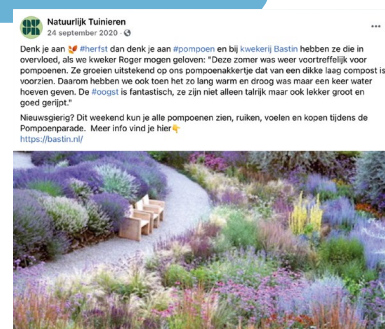 Natuurlijk Tuinieren
24 september 2020 ·
Denk je aan 🍂 #herfst dan denk je aan #pompoen en bij kwekerij Bastin hebben ze die in
overvloed, als we kweker Roger mogen geloven: "Deze zomer was weer voortreffelijk voor
pompoenen. Ze groeien uitstekend op ons pompoenakkertje dat van een dikke laag compost is
voorzien. Daarom hebben we ook toen het zo lang warm en droog was maar een keer water
hoeven geven. De #oogst is fantastisch, ze zijn niet alleen talrijk maar ook lekker groot en
goed gerijpt."
Nieuwsgierig? Dit weekend kun je alle pompoenen zien, ruiken, voelen en kopen tijdens de
Pompoenparade. Meer info vind je hier👇
https://bastin.nl/